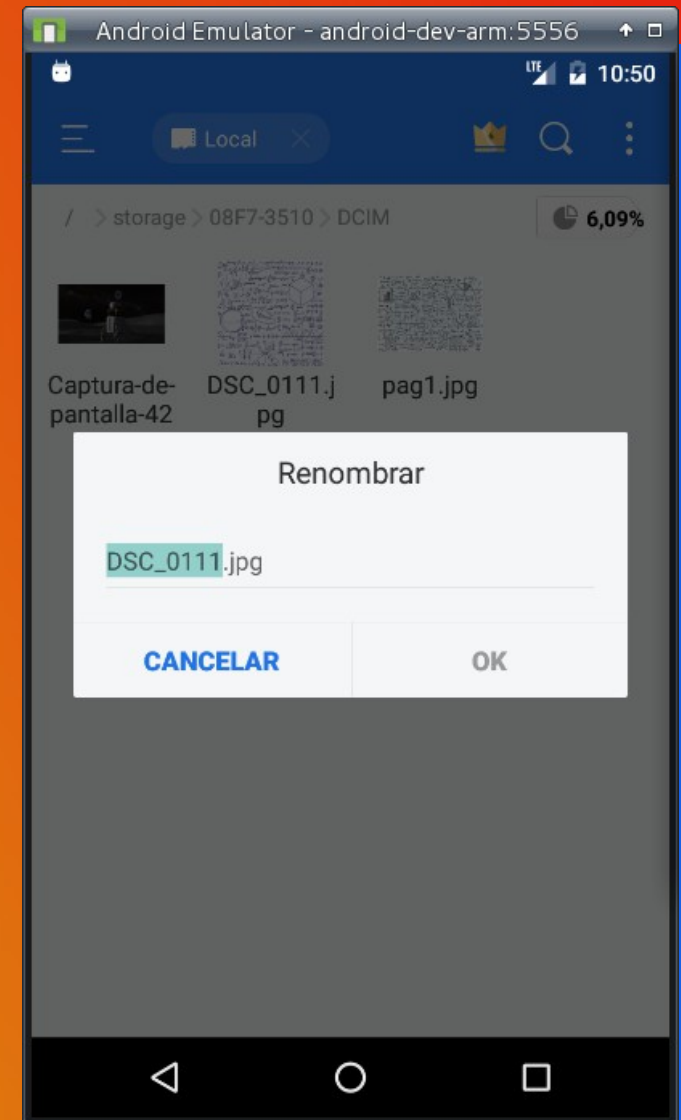 Android Emulator - android-dev-arm:5556
LTE 10:50
Local
/ > storage > 08F7-3510 > DCIM 6,09%
Captura-de-
pantalla-42
DSC_0111.j
pg
pag1.jpg
Renombrar
DSC_0111.jpg
CANCELAR OK